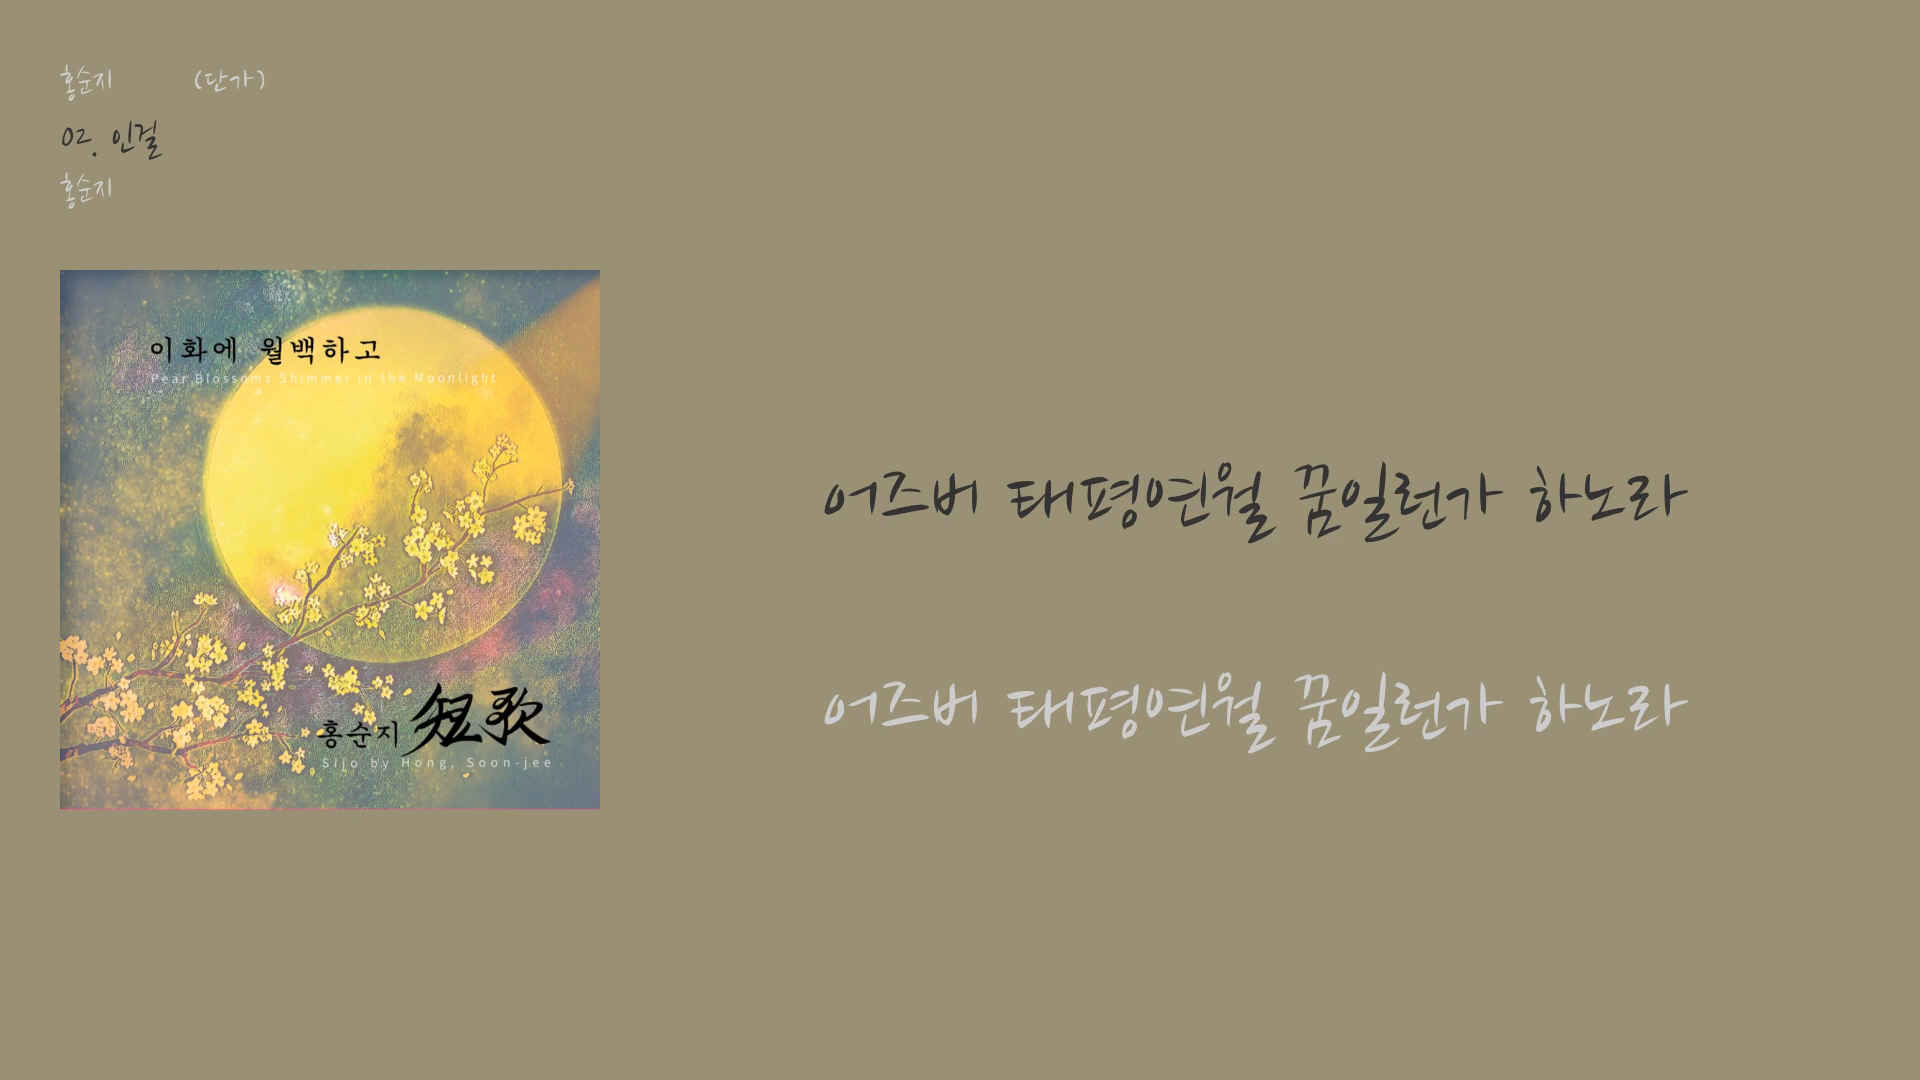 홍순지 (단가)
02. 인걸
홍순지
이화에 월백하고
Pear Blossoms Shimmer in the Moonlight
홍순지 短歌
Sijo by Hong, Soon-jee
어즈버 태평연월 꿈일런가 하노라
어즈버 태평연월 꿈일런가 하노라